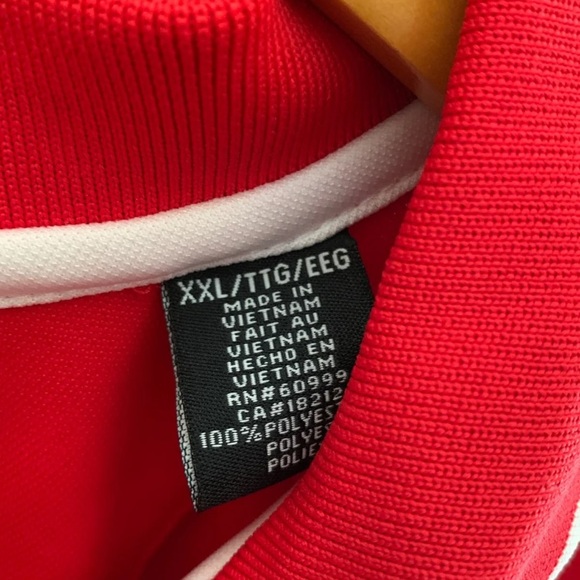 XXL/TTG/EEG
MADE IN
VIETNAM
FAIT AU
VIETNAM
HECHO EN
VIETNAM
RN#60999
CA#18212
100%POLYES
POLYES
POLIE